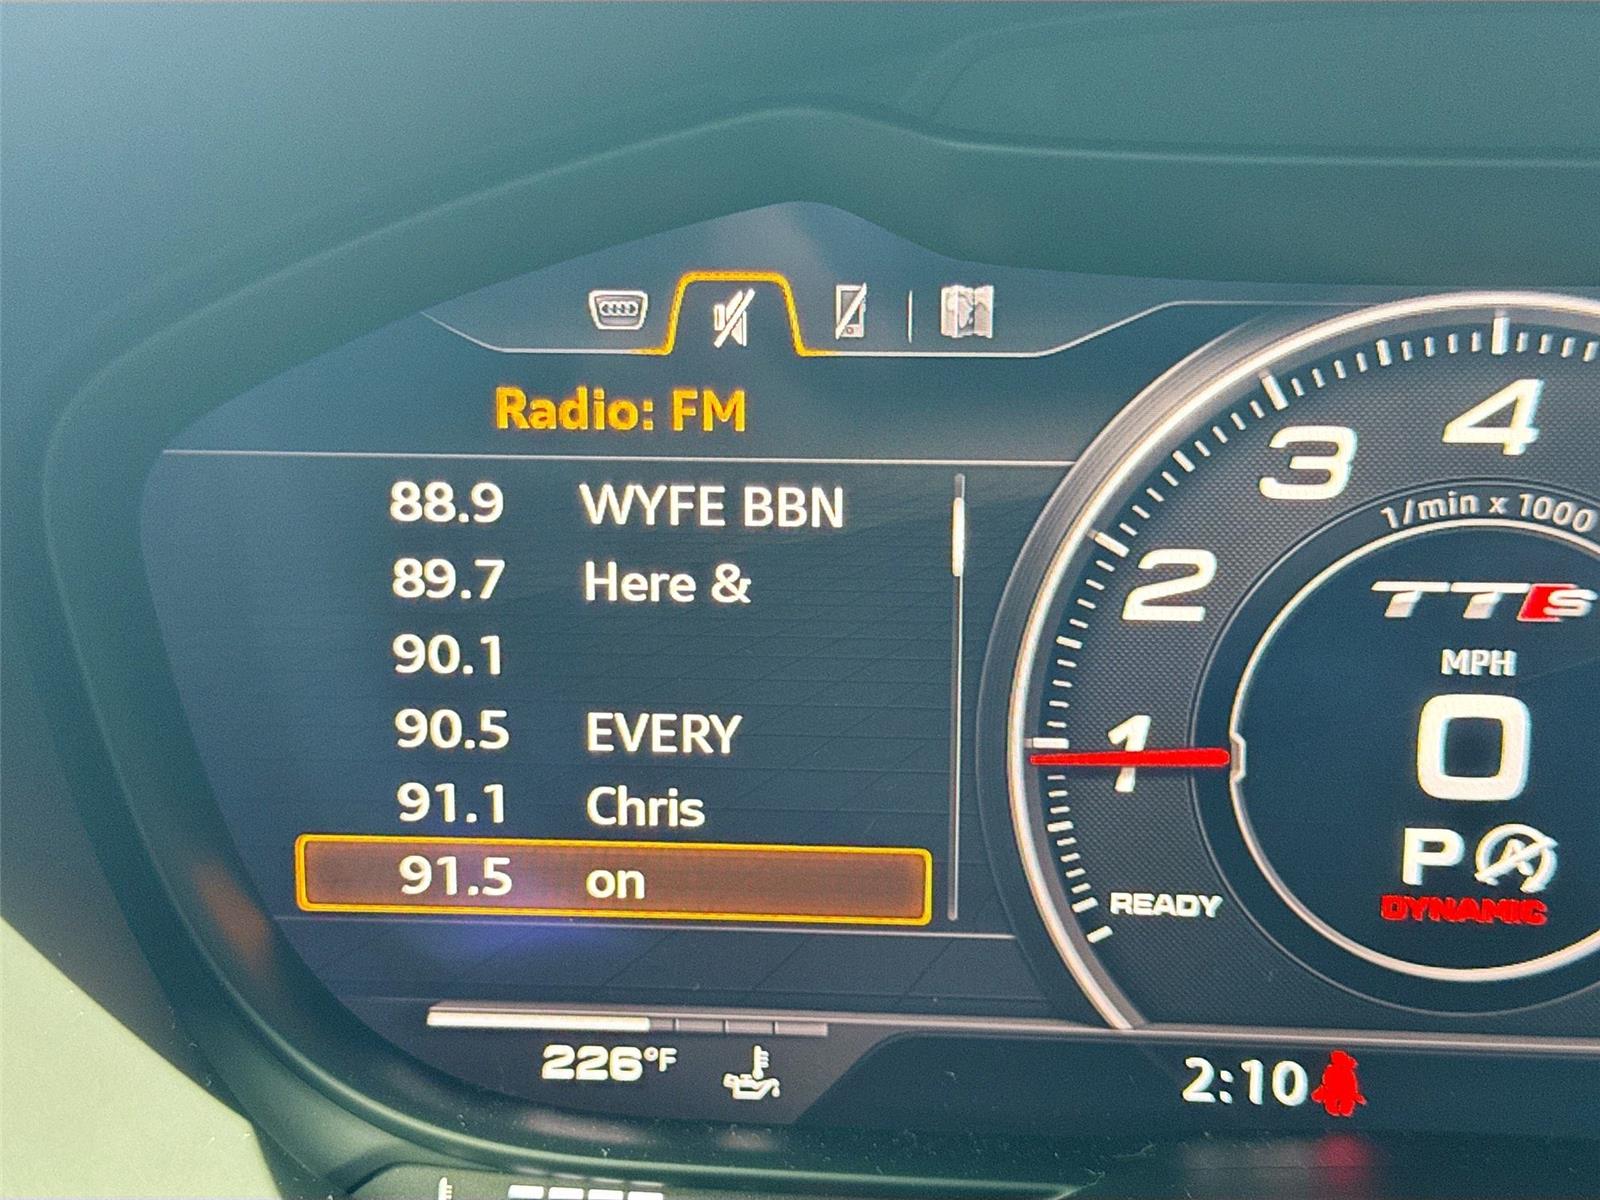 Radio: FM
88.9 WYFE BBN
89.7 Here &
90.1
90.5 EVERY
91.1 Chris
91.5 on
226°F
4
3
2
1
1/min x 1000
TTS
MPH
0
P A
DYNAMIC
READY
2:10